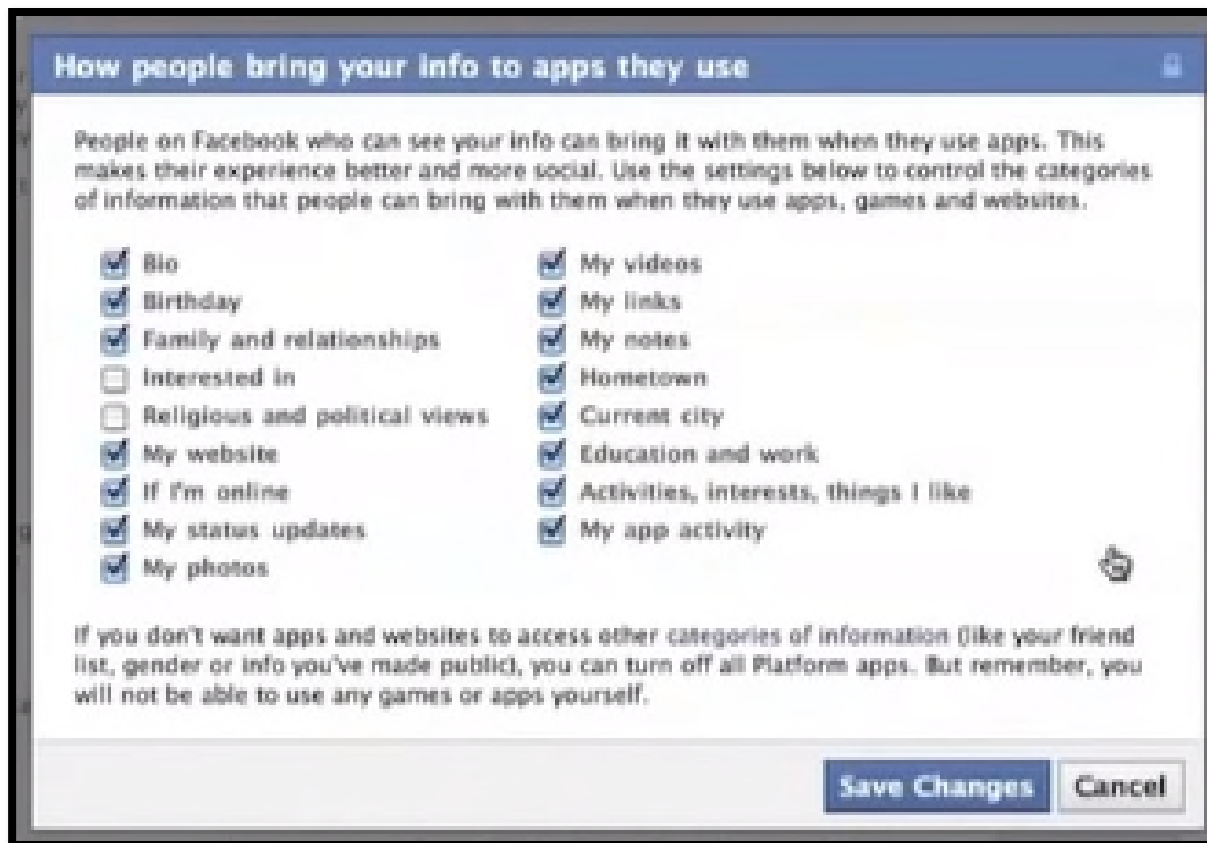 How people bring your info to apps they use
People on Facebook who can see your info can bring it with them when they use apps. This
makes their experience better and more social. Use the settings below to control the categories
of information that people can bring with them when they use apps, games and websites.
Bio
Birthday
Family and relationships
Interested in
Religious and political views
My website
If I'm online
My status updates
My photos
My videos
My links
My notes
Hometown
Current city
Education and work
Activities, interests, things I like
My app activity
If you don't want apps and websites to access other categories of information (like your friend
list, gender or info you've made public), you can turn off all Platform apps. But remember, you
will not be able to use any games or apps yourself.
Save Changes
Cancel